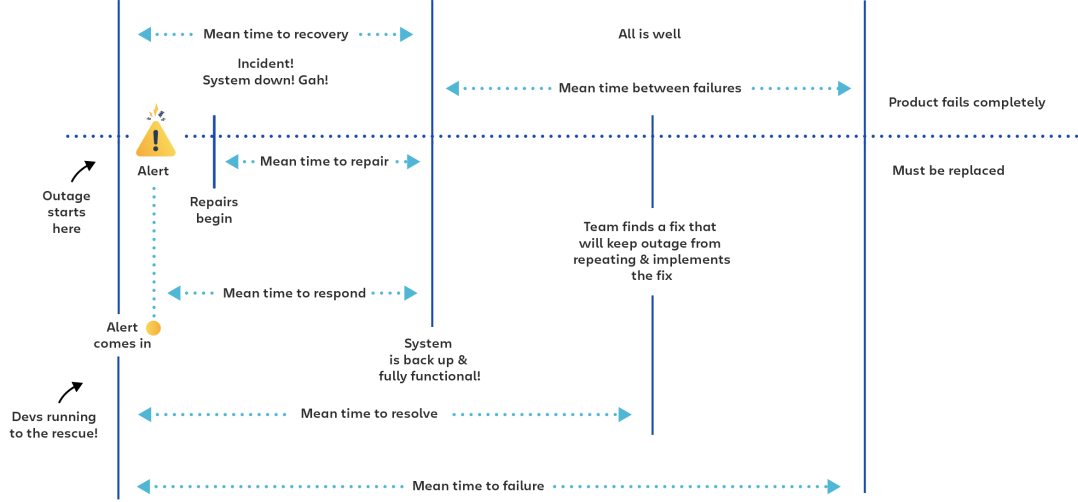 Mean time to recovery
All is well
Incident!
System down! Gah!
Mean time between failures
Product fails completely
Alert
Mean time to repair
Must be replaced
Outage
starts
here
Repairs
begin
Team finds a fix that
will keep outage from
repeating & implements
the fix
Mean time to respond
Alert
comes in
System
is back up &
fully functional!
Devs running
to the rescue!
Mean time to resolve
Mean time to failure